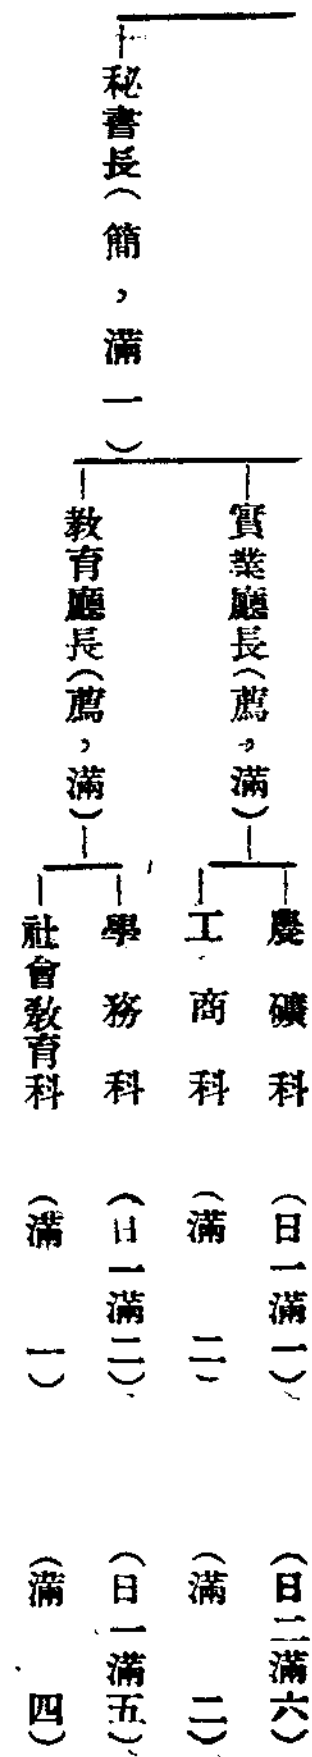 實業廳長(薦，滿)
農礦科　(日一滿一)　(日二滿六)
工商科　(滿二)　(滿二)
秘書長(簡，滿一)
教育廳長(薦，滿)
學務科　(日一滿二)　(日一滿五)
社會教育科　(滿一)　(滿四)